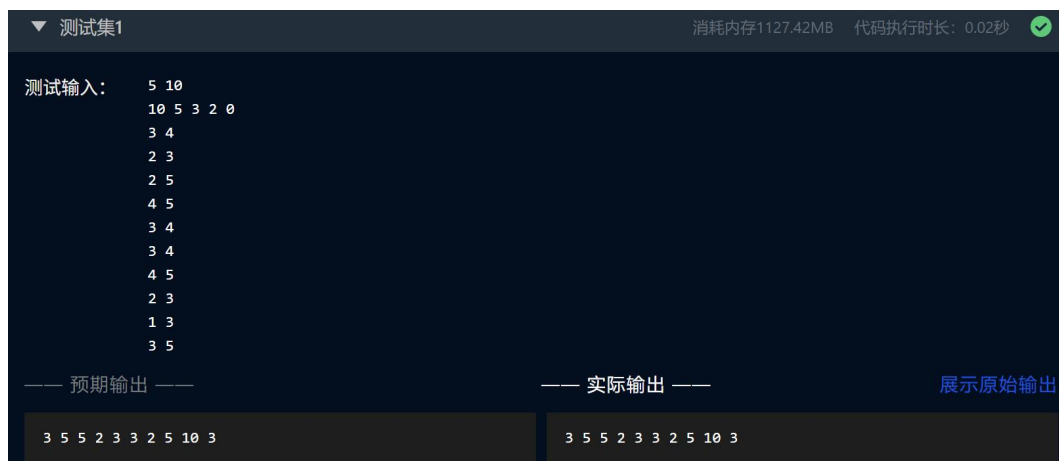 ▼ 测试集1 消耗内存1127.42MB 代码执行时长：0.02秒
测试输入： 5 10
10 5 3 2 0
3 4
2 3
2 5
4 5
3 4
3 4
4 5
2 3
1 3
3 5
—— 预期输出 —— —— 实际输出 —— 展示原始输出
3 5 5 2 3 3 2 5 10 3 3 5 5 2 3 3 2 5 10 3